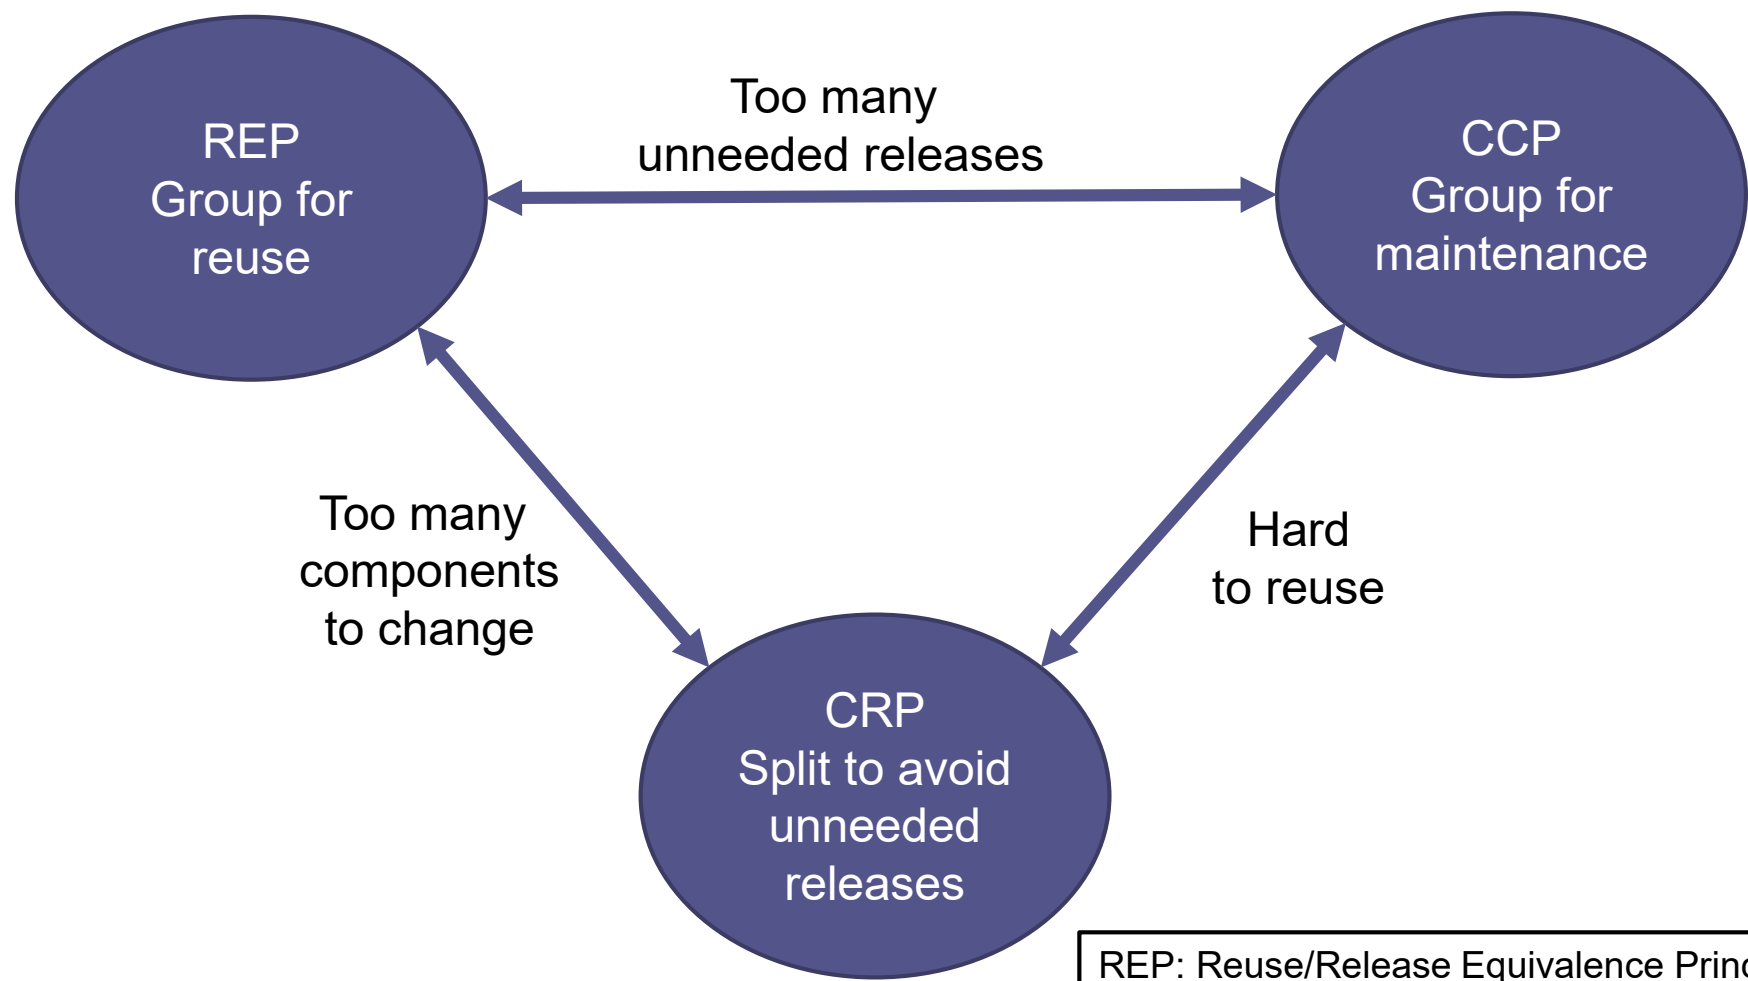 REP
Group for
reuse
Too many
unneeded releases
CCP
Group for
maintenance
Too many
components
to change
Hard
to reuse
CRP
Split to avoid
unneeded
releases
REP: Reuse/Release Equivalence